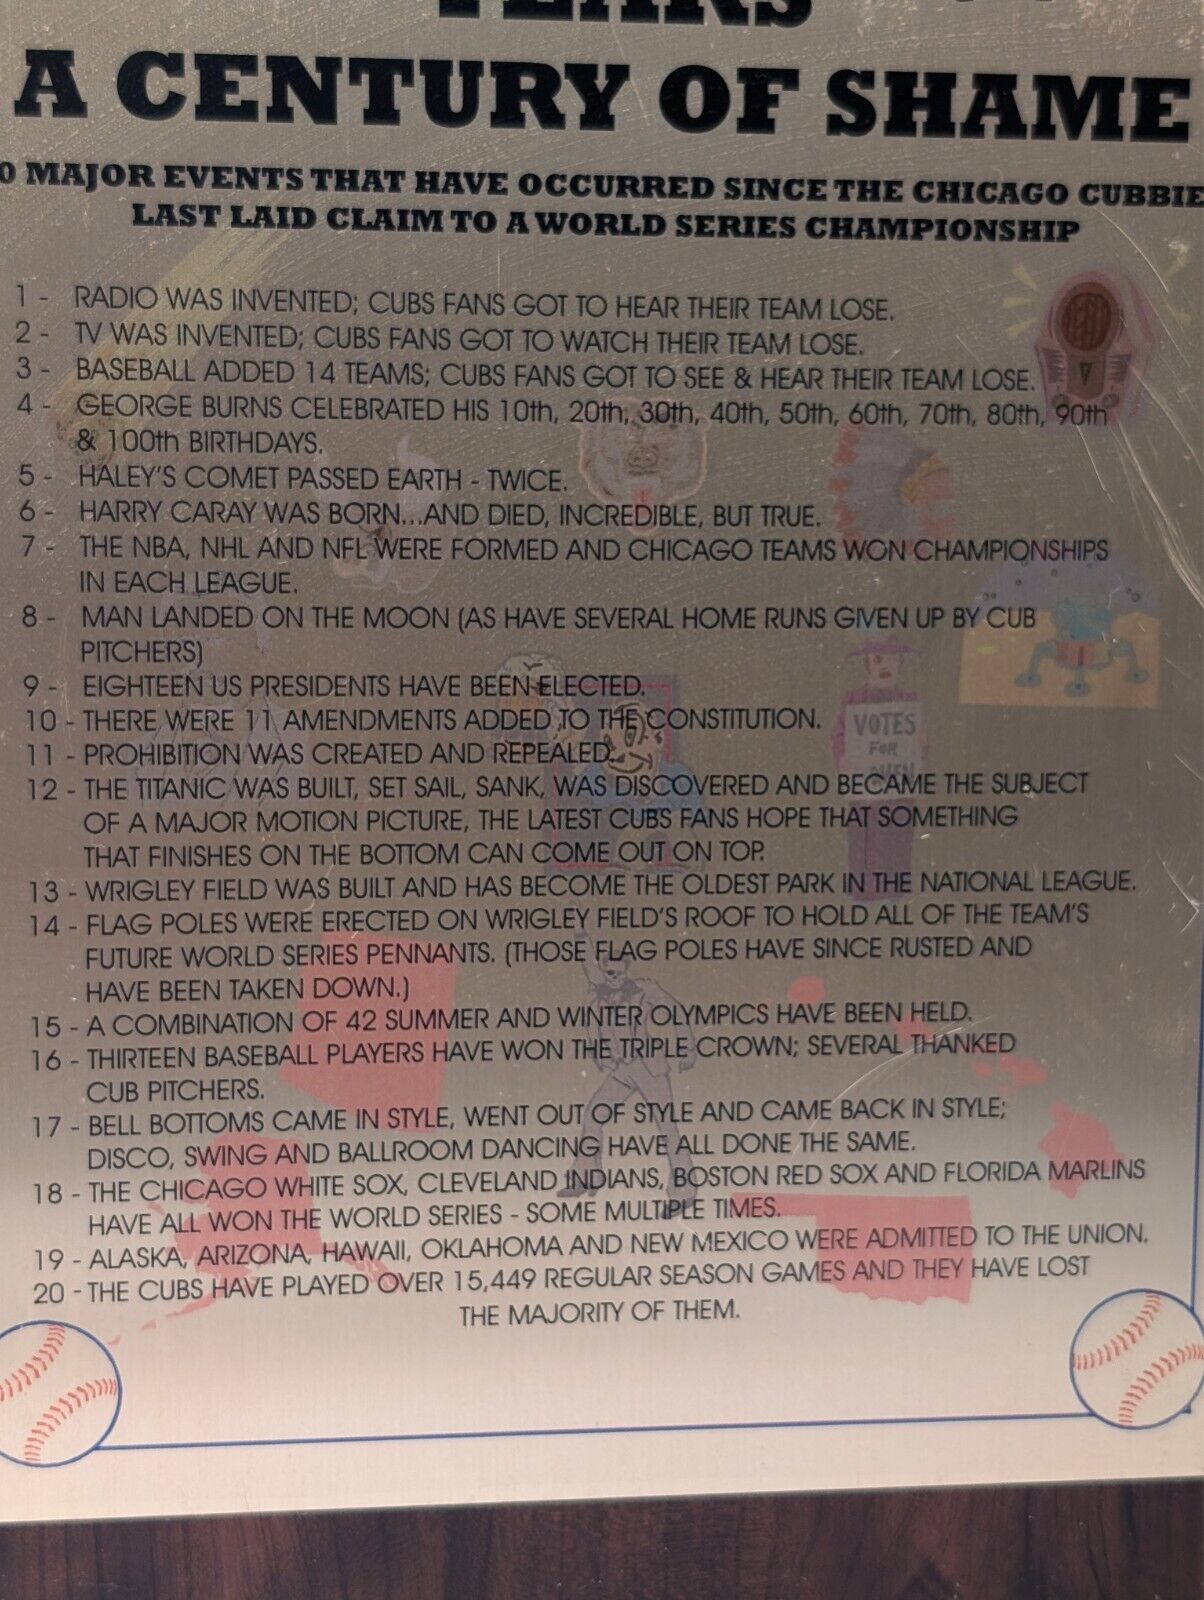 YEARS
A CENTURY OF SHAME
0 MAJOR EVENTS THAT HAVE OCCURRED SINCE THE CHICAGO CUBBIE
LAST LAID CLAIM TO A WORLD SERIES CHAMPIONSHIP
1 - RADIO WAS INVENTED; CUBS FANS GOT TO HEAR THEIR TEAM LOSE.
2 - TV WAS INVENTED; CUBS FANS GOT TO WATCH THEIR TEAM LOSE.
3 - BASEBALL ADDED 14 TEAMS; CUBS FANS GOT TO SEE & HEAR THEIR TEAM LOSE.
4 - GEORGE BURNS CELEBRATED HIS 10th, 20th, 30th, 40th, 50th, 60th, 70th, 80th, 90th
& 100th BIRTHDAYS.
5 - HALEY'S COMET PASSED EARTH - TWICE.
6 - HARRY CARAY WAS BORN...AND DIED, INCREDIBLE, BUT TRUE.
7 - THE NBA, NHL AND NFL WERE FORMED AND CHICAGO TEAMS WON CHAMPIONSHIPS
IN EACH LEAGUE.
8 - MAN LANDED ON THE MOON (AS HAVE SEVERAL HOME RUNS GIVEN UP BY CUB
PITCHERS)
9 - EIGHTEEN US PRESIDENTS HAVE BEEN ELECTED.
10 - THERE WERE 11 AMENDMENTS ADDED TO THE CONSTITUTION.
VOTES
FOR
11 - PROHIBITION WAS CREATED AND REPEALED.
12 - THE TITANIC WAS BUILT, SET SAIL, SANK, WAS DISCOVERED AND BECAME THE SUBJECT
OF A MAJOR MOTION PICTURE, THE LATEST CUBS FANS HOPE THAT SOMETHING
THAT FINISHES ON THE BOTTOM CAN COME OUT ON TOP.
13 - WRIGLEY FIELD WAS BUILT AND HAS BECOME THE OLDEST PARK IN THE NATIONAL LEAGUE.
14 - FLAG POLES WERE ERECTED ON WRIGLEY FIELD'S ROOF TO HOLD ALL OF THE TEAM'S
FUTURE WORLD SERIES PENNANTS. (THOSE FLAG POLES HAVE SINCE RUSTED AND
HAVE BEEN TAKEN DOWN.)
15 - A COMBINATION OF 42 SUMMER AND WINTER OLYMPICS HAVE BEEN HELD.
16 - THIRTEEN BASEBALL PLAYERS HAVE WON THE TRIPLE CROWN; SEVERAL THANKED
CUB PITCHERS.
17 - BELL BOTTOMS CAME IN STYLE, WENT OUT OF STYLE AND CAME BACK IN STYLE;
DISCO, SWING AND BALLROOM DANCING HAVE ALL DONE THE SAME.
18 - THE CHICAGO WHITE SOX, CLEVELAND INDIANS, BOSTON RED SOX AND FLORIDA MARLINS
HAVE ALL WON THE WORLD SERIES - SOME MULTIPLE TIMES.
19 - ALASKA, ARIZONA, HAWAII, OKLAHOMA AND NEW MEXICO WERE ADMITTED TO THE UNION.
20 - THE CUBS HAVE PLAYED OVER 15,449 REGULAR SEASON GAMES AND THEY HAVE LOST
THE MAJORITY OF THEM.